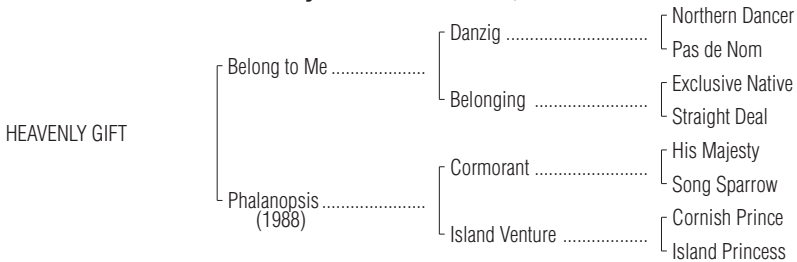 Northern Dancer
Danzig ..............................
Pas de Nom
Belong to Me ....................
Exclusive Native
Belonging ........................
Straight Deal
HEAVENLY GIFT
His Majesty
Cormorant ........................
Song Sparrow
Phalanopsis ......................
(1988)
Cornish Prince
Island Venture ..................
Island Princess